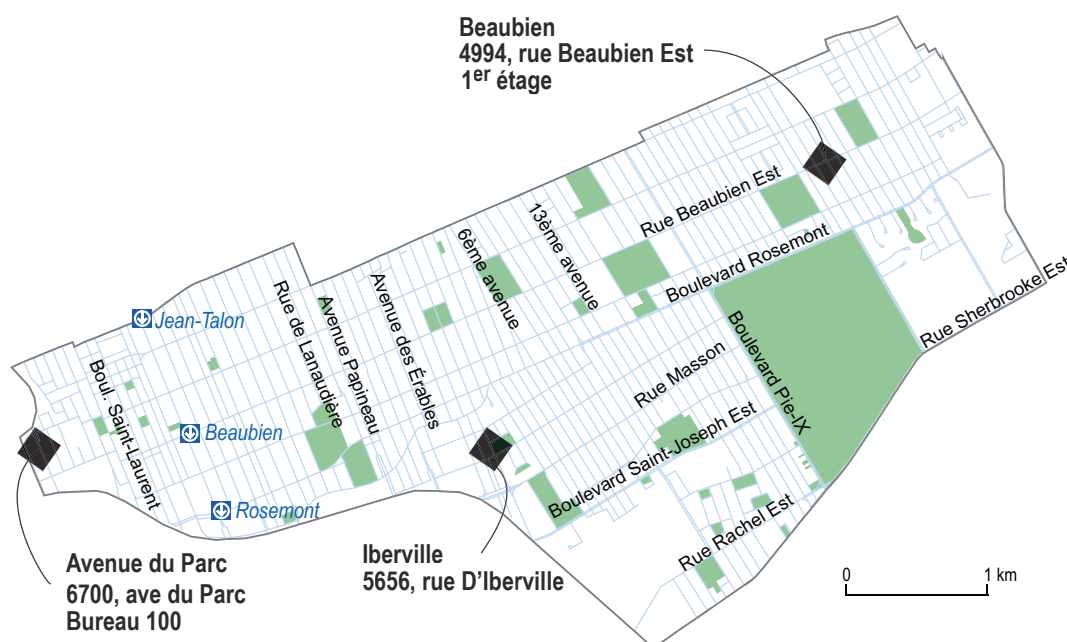 Beaubien
4994, rue Beaubien Est
1er étage
Rue Beaubien Est
13ème avenue
6ème avenue
Boulevard Rosemont
Rue Sherbrooke Est
Avenue des Érables
Avenue Papineau
Rue de Lanaudière
Jean-Talon
Boulevard Pie-IX
Rue Masson
Boul. Saint-Laurent
Beaubien
Boulevard Saint-Joseph Est
Rosemont
Rue Rachel Est
Avenue du Parc
6700, ave du Parc
Bureau 100
Iberville
5656, rue D'Iberville
0 1 km